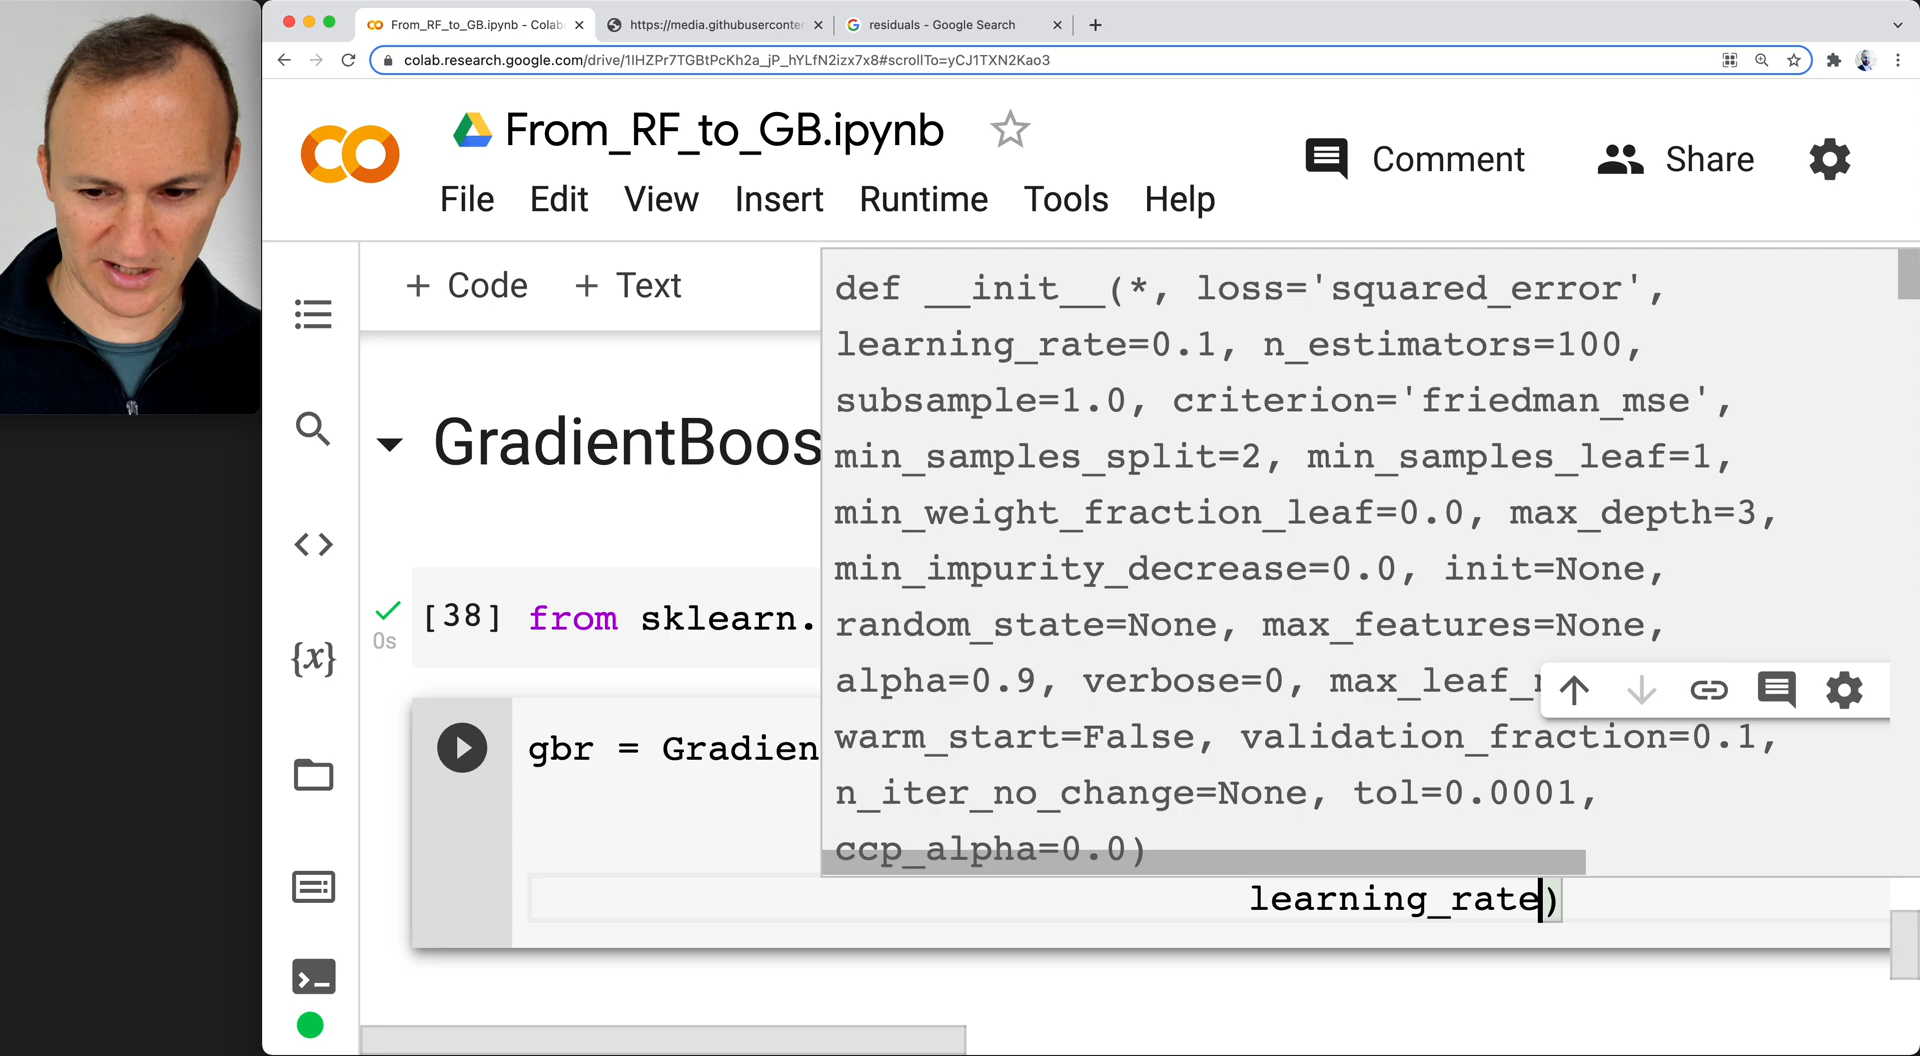 From_RF_to_GB.ipynb - Colab
https://media.githubuserconter
residuals - Google Search
colab.research.google.com/drive/1IHZPr7TGBtPcKh2a_jP_hYLfN2izx7x8#scrollTo=yCJ1TXN2Kao3
From_RF_to_GB.ipynb
Comment
Share
File Edit View Insert Runtime Tools Help
+ Code + Text
def __init__(*, loss='squared_error',
learning_rate=0.1, n_estimators=100,
subsample=1.0, criterion='friedman_mse',
min_samples_split=2, min_samples_leaf=1,
min_weight_fraction_leaf=0.0, max_depth=3,
min_impurity_decrease=0.0, init=None,
random_state=None, max_features=None,
alpha=0.9, verbose=0, max_leaf_
warm_start=False, validation_fraction=0.1,
n_iter_no_change=None, tol=0.0001,
ccp_alpha=0.0)
GradientBoos
0s
[38] from sklearn.
{x}
gbr = Gradien
learning_rate)